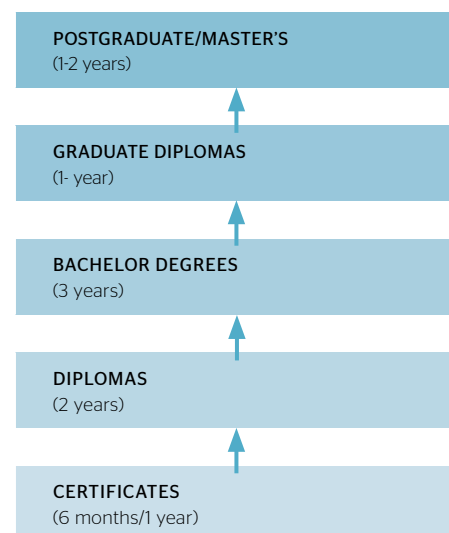 POSTGRADUATE/MASTER’S
(1-2 years)
GRADUATE DIPLOMAS
(1- year)
BACHELOR DEGREES
(3 years)
DIPLOMAS
(2 years)
CERTIFICATES
(6 months/1 year)